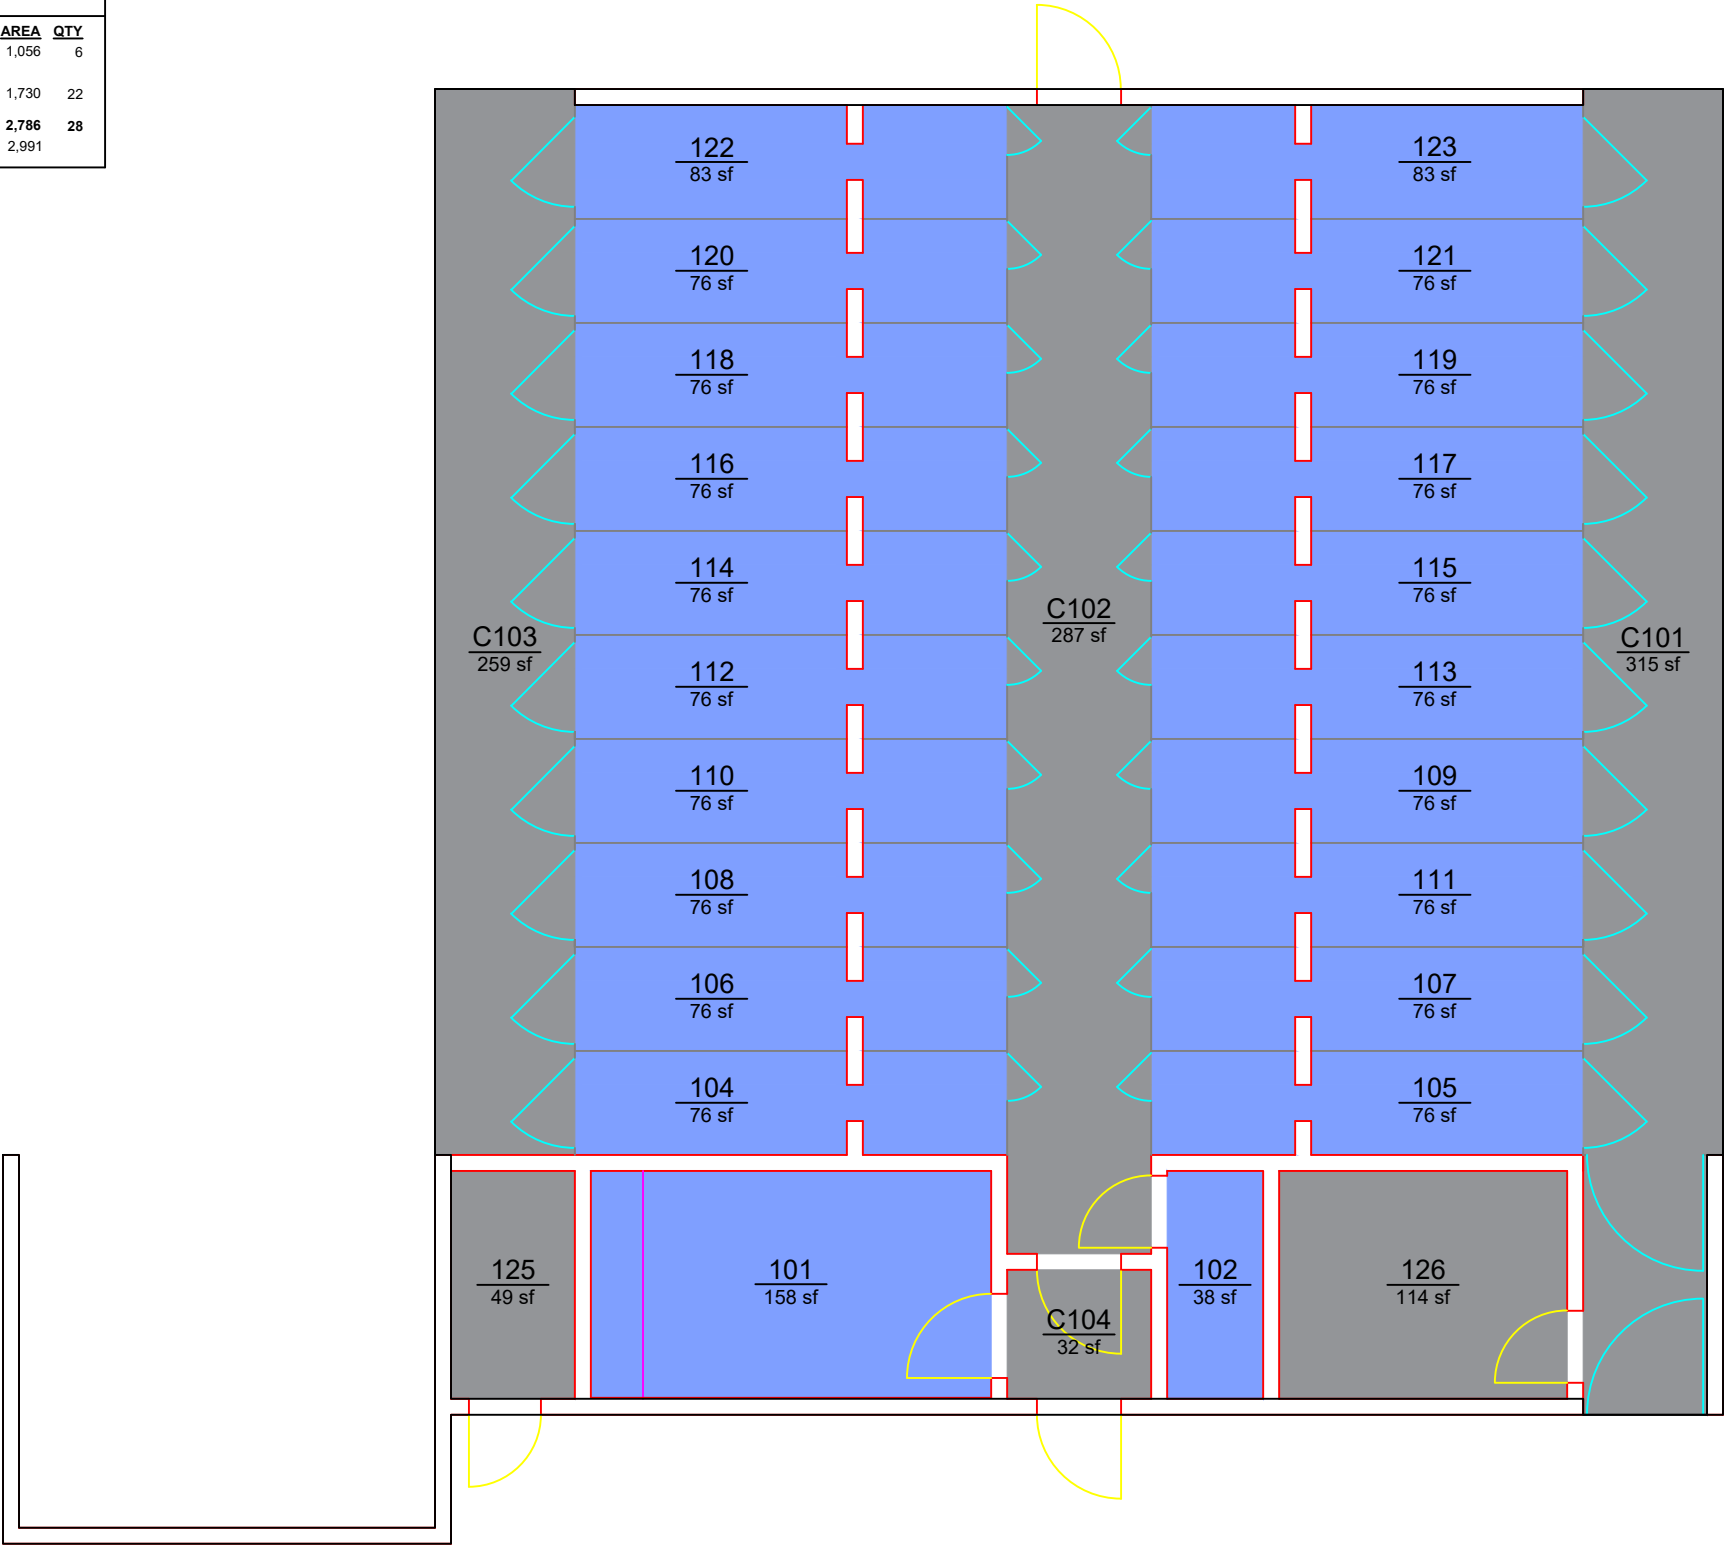 AREA QTY
1,056 6
1,730 22
2,786 28
2,991
122
83 sf
123
83 sf
120
76 sf
121
76 sf
118
76 sf
119
76 sf
116
76 sf
117
76 sf
114
76 sf
115
76 sf
C103
259 sf
C102
287 sf
C101
315 sf
112
76 sf
113
76 sf
110
76 sf
109
76 sf
108
76 sf
111
76 sf
106
76 sf
107
76 sf
104
76 sf
105
76 sf
125
49 sf
101
158 sf
C104
32 sf
102
38 sf
126
114 sf